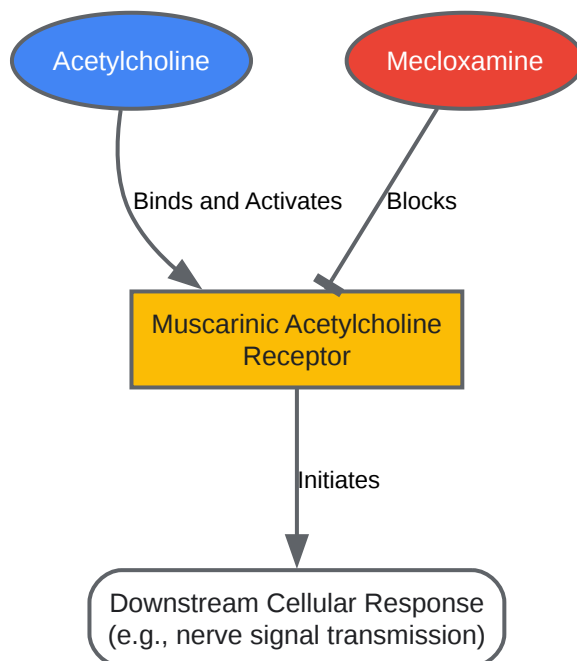 Acetylcholine
Mecloxamine
Binds and Activates
Blocks
Muscarinic Acetylcholine
Receptor
Initiates
Downstream Cellular Response
(e.g., nerve signal transmission)